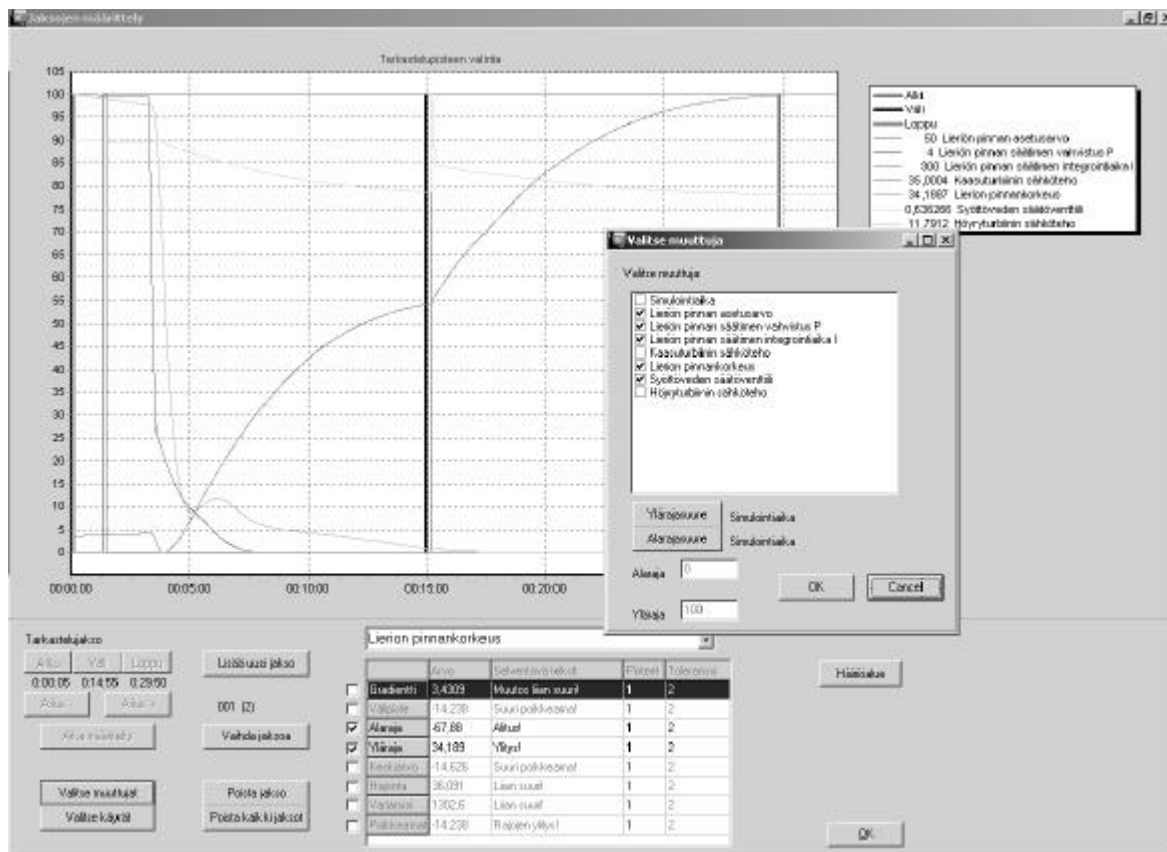 Jaksojen määrittely
Tarkastelupisteen valinta
105
100
95
90
85
80
75
70
65
60
55
50
45
40
35
30
25
20
15
10
5
0
00:00:00 00:05:00 00:10:00 00:15:00 00:20:00
Alku
Väli
Loppu
50 Lieriön pinnan asetusarvo
4 Lieriön pinnan säätimen vahvistus P
300 Lieriön pinnan säätimen integrointiaika I
35,0004 Kaasuturbiinin sähköteho
34,1887 Lieriön pinnankorkeus
0,636266 Syöttöveden säätöventtiili
11,7912 Höyryturbiinin sähköteho
Valitse muuttuja
Valitse muuttuja
Simulointiaika
Lieriön pinnan asetusarvo
Lieriön pinnan säätimen vahvistus P
Lieriön pinnan säätimen integrointiaika I
Kaasuturbiinin sähköteho
Lieriön pinnankorkeus
Syöttöveden säätöventtiili
Höyryturbiinin sähköteho
Ylärajasuure Simulointiaika
Alarajasuure Simulointiaika
Alaraja 0
Yläraja 100
OK Cancel
Tarkastelujakso
Alku Väli Loppu
0:00:05 0:14:55 0:29:50
Aika - Aika +
Lisää uusi jakso
001 (2)
Vaihda jaksoa
Valitse muuttujat
Valitse käyrät
Poista jakso
Poista kaikki jaksot
Lieriön pinnankorkeus
Arvo Selventävä teksti Pisteet Toleranssi
Gradientti 3,4309 Muutos liian suuri! 1 2
Välipiste -14,238 Suuri poikkeama! 1 2
Alaraja -67,88 Alitus! 1 2
Yläraja 34,189 Ylitys! 1 2
Keskiarvo -14,626 Suuri poikkeama! 1 2
Hajonta 36,091 Liian suuri! 1 2
Varianssi 1302,6 Liian suuri! 1 2
Poikkeamat -14,238 Rajojen ylitys! 1 2
Häiriöalue
OK